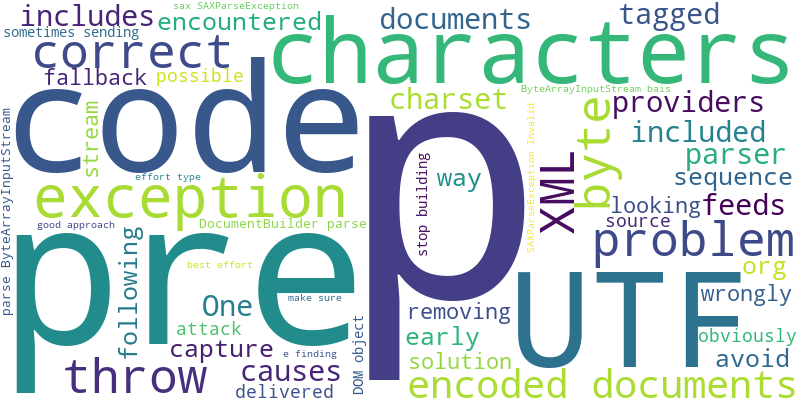 sax SAXParseException
includes
encountered
documents
tagged
sometimes sending
correct
characters
fallback
possible
ByteArrayInputStream bais
code
charset
providers
stream
p
byte
included
parse ByteArrayInputStream
SAXParseException Invalid
XML
parser
effort type
stop building
way
sequence
exception
looking
feeds
good approach
DocumentBuilder parse
source
pre
following
UTF
problem
best effort
org
One
make sure
removing
wrongly
attack
DOM object
early
obviously
capture
e finding
solution
avoid
throw
causes
delivered
encoded documents